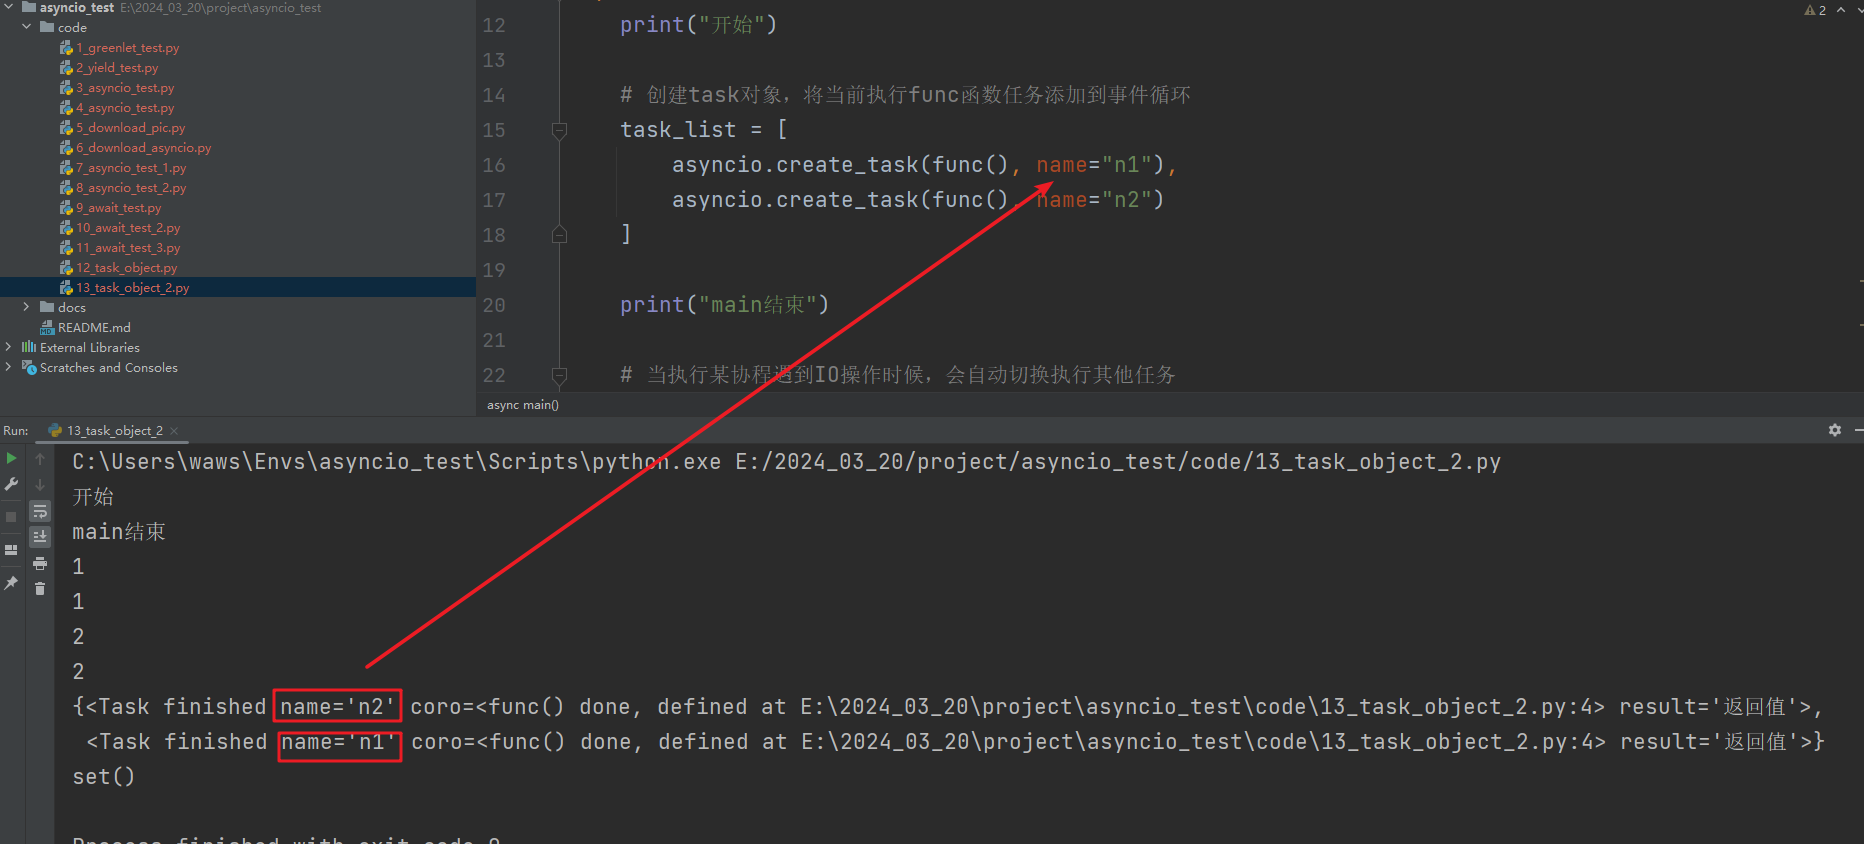 asyncio_test E:\2024_03_20\project\asyncio_test
code
1_greenlet_test.py
2_yield_test.py
3_asyncio_test.py
4_asyncio_test.py
5_download_pic.py
6_download_asyncio.py
7_asyncio_test_1.py
8_asyncio_test_2.py
9_await_test.py
10_await_test_2.py
11_await_test_3.py
12_task_object.py
13_task_object_2.py
docs
README.md
External Libraries
Scratches and Consoles
2
12 print("开始")
13
14 # 创建task对象，将当前执行func函数任务添加到事件循环
15 task_list = [
16 asyncio.create_task(func(), name="n1"),
17 asyncio.create_task(func(), name="n2")
18 ]
19
20 print("main结束")
21
22 # 当执行某协程遇到IO操作时候，会自动切换执行其他任务
async main()
Run: 13_task_object_2
C:\Users\waws\Envs\asyncio_test\Scripts\python.exe E:/2024_03_20/project/asyncio_test/code/13_task_object_2.py
开始
main结束
1
1
2
2
{<Task finished name='n2' coro=<func() done, defined at E:\2024_03_20\project\asyncio_test\code\13_task_object_2.py:4> result='返回值'>,
<Task finished name='n1' coro=<func() done, defined at E:\2024_03_20\project\asyncio_test\code\13_task_object_2.py:4> result='返回值'>}
set()
Process finished with exit code 0